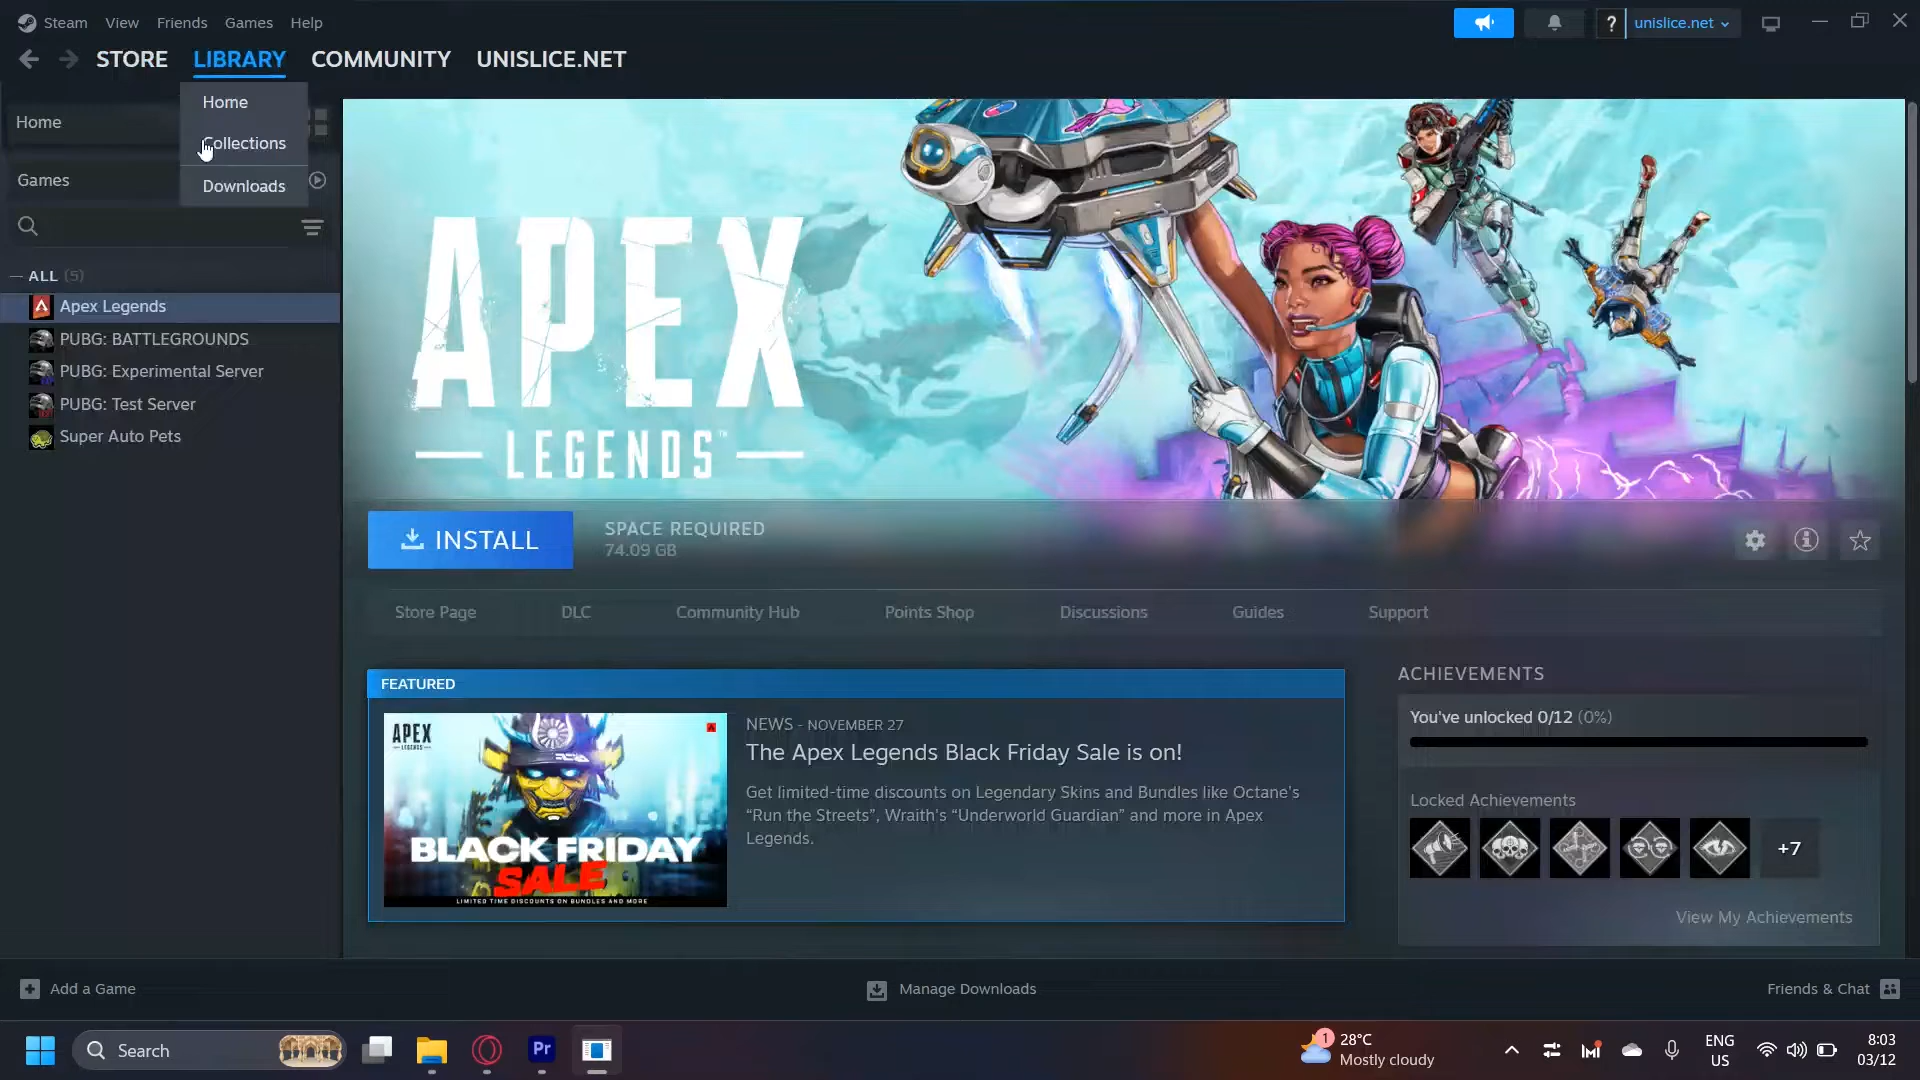 Steam View Friends Games Help
? unislice.net
STORE LIBRARY COMMUNITY UNISLICE.NET
Home
Collections
Downloads
Home
Games
— ALL (5)
Apex Legends
PUBG: BATTLEGROUNDS
PUBG: Experimental Server
PUBG: Test Server
Super Auto Pets
APEX
LEGENDS™
INSTALL
SPACE REQUIRED
74.09 GB
Store Page DLC Community Hub Points Shop Discussions Guides Support
FEATURED
APEX
LEGENDS
BLACK FRIDAY
SALE
LIMITED TIME DISCOUNTS ON BUNDLES AND MORE
NEWS - NOVEMBER 27
The Apex Legends Black Friday Sale is on!
Get limited-time discounts on Legendary Skins and Bundles like Octane's
“Run the Streets”, Wraith's “Underworld Guardian” and more in Apex
Legends.
ACHIEVEMENTS
You've unlocked 0/12 (0%)
Locked Achievements
+7
View My Achievements
Add a Game
Manage Downloads
Friends & Chat
Search
Pr
1
28°C
Mostly cloudy
ENG
US
8:03
03/12